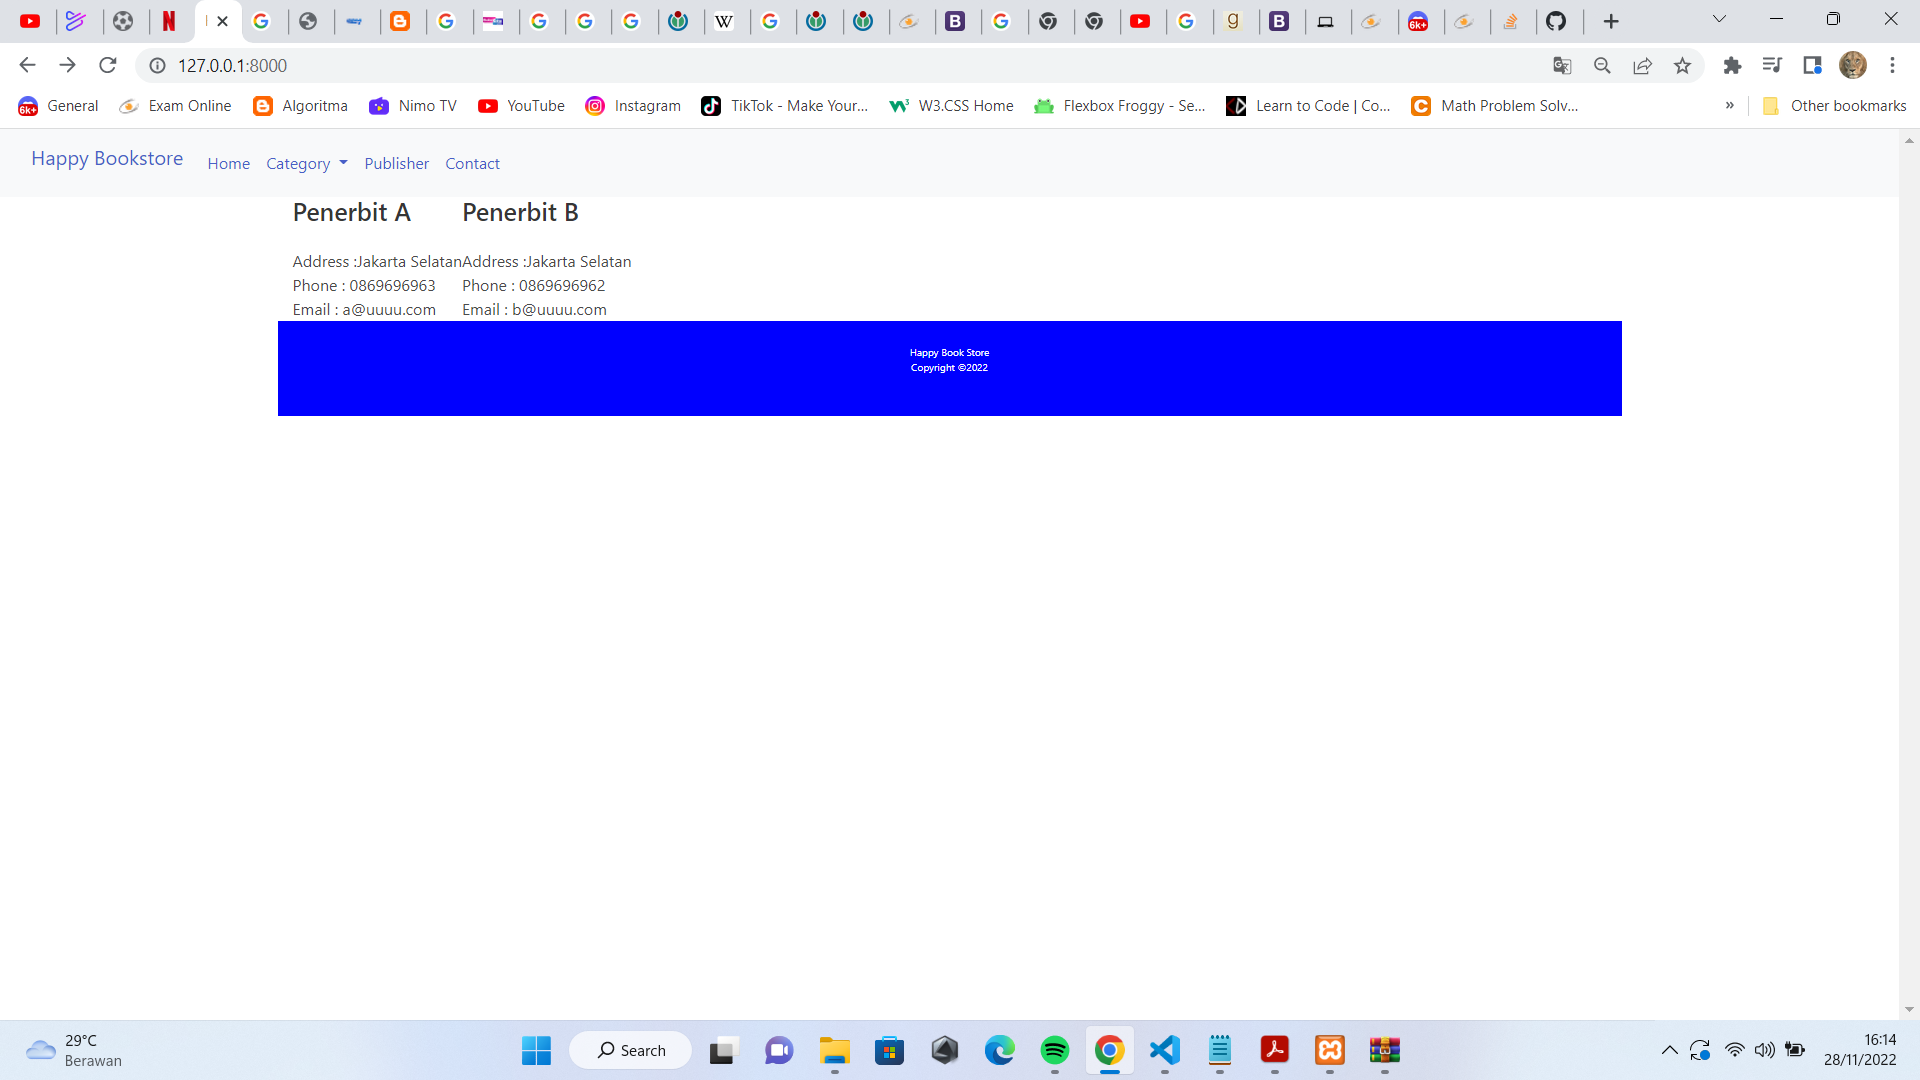 127.0.0.1:8000
General Exam Online Algoritma Nimo TV YouTube Instagram TikTok - Make Your... W3.CSS Home Flexbox Froggy - Se... Learn to Code | Co... Math Problem Solv... » Other bookmarks
Happy Bookstore Home Category Publisher Contact
Penerbit A Penerbit B
Address :Jakarta SelatanAddress :Jakarta Selatan
Phone : 0869696963 Phone : 0869696962
Email : a@uuuu.com Email : b@uuuu.com
Happy Book Store
Copyright ©2022
29°C
Berawan
Search
16:14
28/11/2022